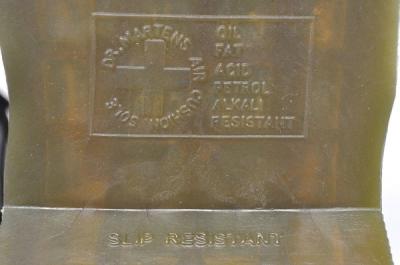 DR. MARTENS AIR CUSHION SOLE
OIL
FAT
ACID
PETROL
ALKALI
RESISTANT
SLIP RESISTANT